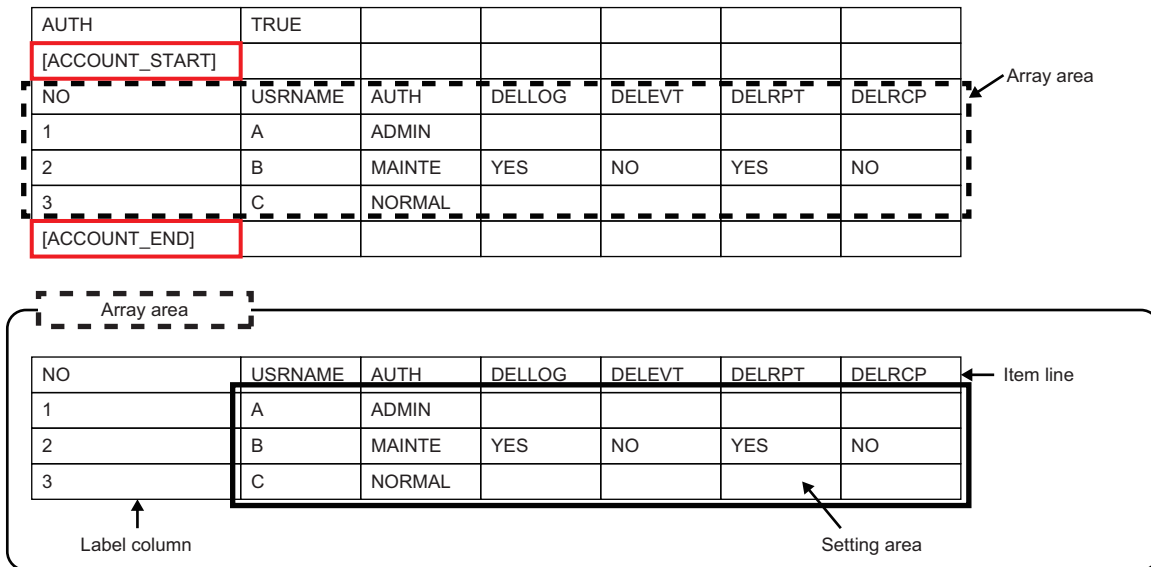 AUTH TRUE
[ACCOUNT_START]
Array area
NO USRNAME AUTH DELLOG DELEVT DELRPT DELRCP
1 A ADMIN
2 B MAINTE YES NO YES NO
3 C NORMAL
[ACCOUNT_END]
Array area
NO USRNAME AUTH DELLOG DELEVT DELRPT DELRCP Item line
1 A ADMIN
2 B MAINTE YES NO YES NO
3 C NORMAL
Label column Setting area